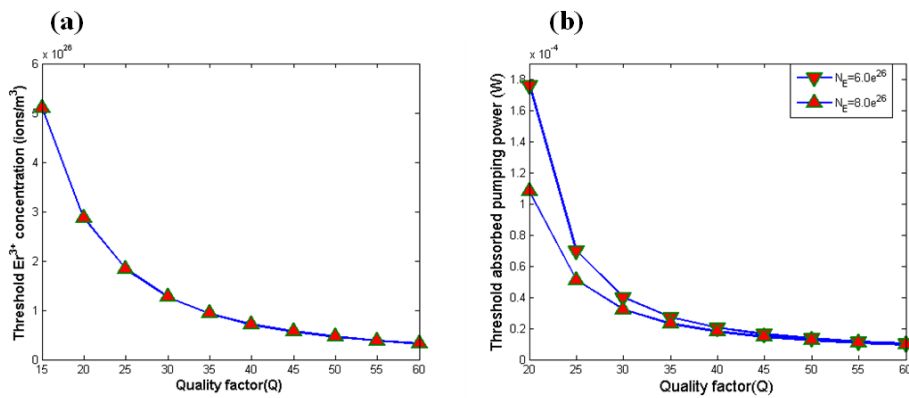 (a)
x 10^26
Threshold Er^3+ concentration (ions/m^3)
6
5
4
3
2
1
0
15 20 25 30 35 40 45 50 55 60
Quality factor(Q)
(b)
x 10^-4
Threshold absorbed pumping power (W)
1.8
1.6
1.4
1.2
1
0.8
0.6
0.4
0.2
0
20 25 30 35 40 45 50 55 60
Quality factor(Q)
N_E=6.0e^26
N_E=8.0e^26